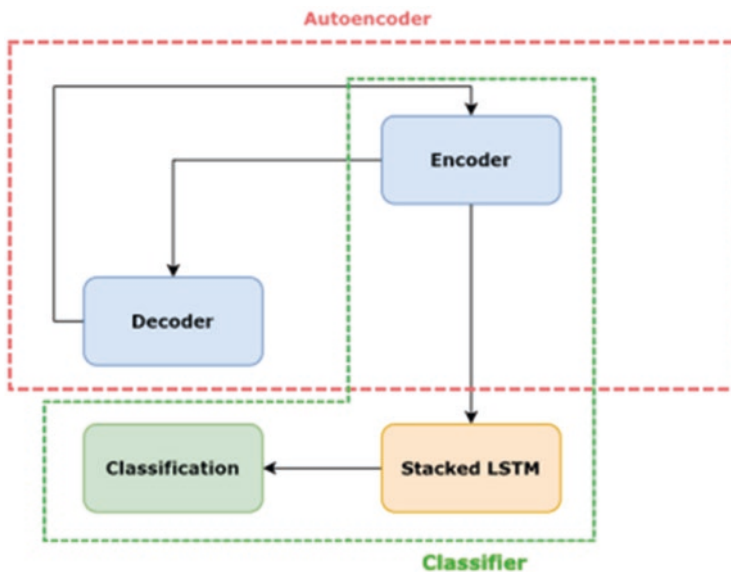 Autoencoder
Encoder
Decoder
Classification
Stacked LSTM
Classifier